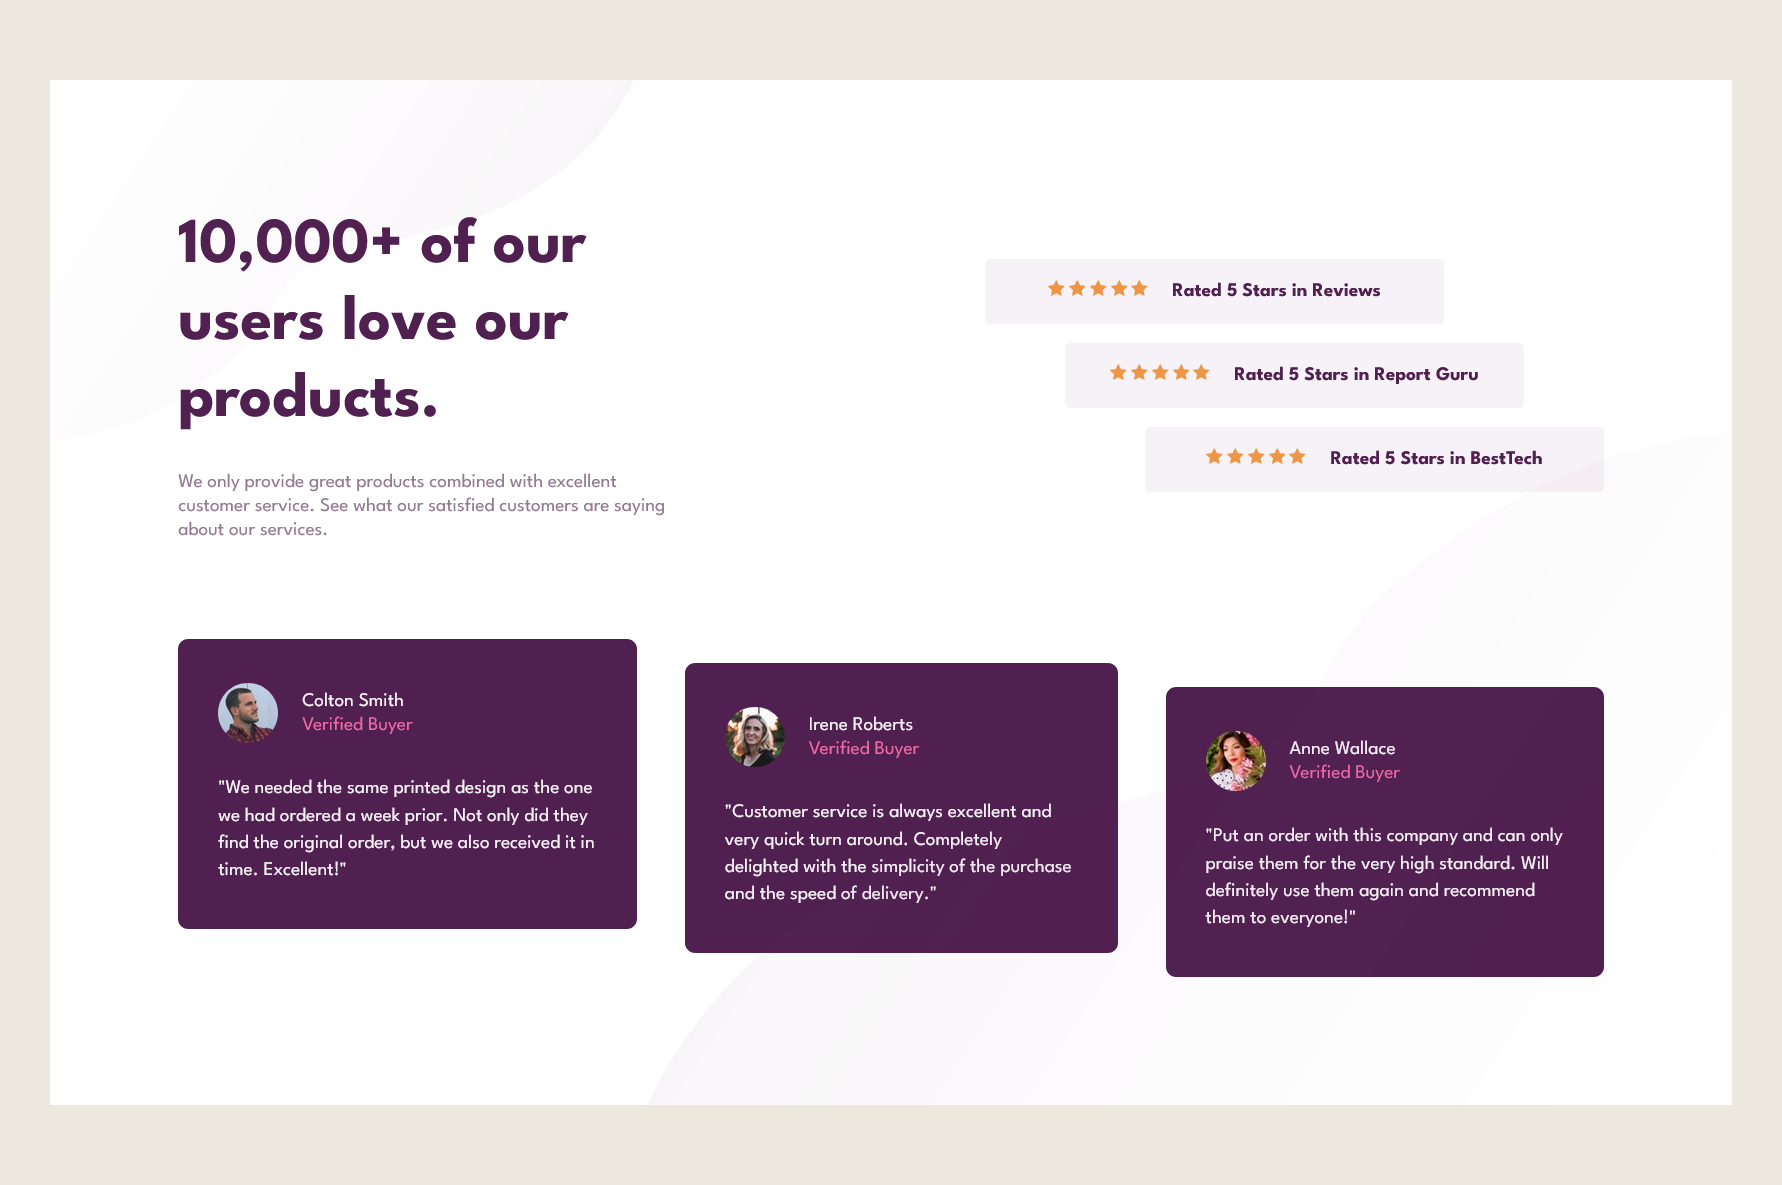 10,000+ of our
users love our
products.
We only provide great products combined with excellent
customer service. See what our satisfied customers are saying
about our services.
Rated 5 Stars in Reviews
Rated 5 Stars in Report Guru
Rated 5 Stars in BestTech
Colton Smith
Verified Buyer
"We needed the same printed design as the one
we had ordered a week prior. Not only did they
find the original order, but we also received it in
time. Excellent!"
Irene Roberts
Verified Buyer
"Customer service is always excellent and
very quick turn around. Completely
delighted with the simplicity of the purchase
and the speed of delivery."
Anne Wallace
Verified Buyer
"Put an order with this company and can only
praise them for the very high standard. Will
definitely use them again and recommend
them to everyone!"